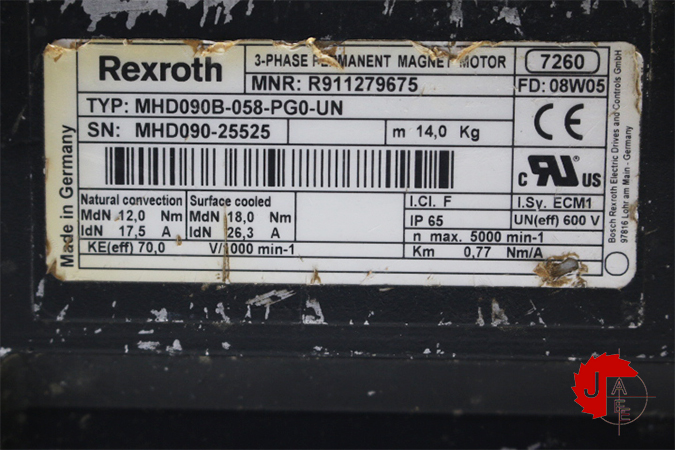 Rexroth
3-PHASE PERMANENT MAGNET MOTOR
7260
MNR: R911279675
FD: 08W05
TYP: MHD090B-058-PG0-UN
SN: MHD090-25525
m 14,0 Kg
CE
c RU us
Natural convection
MdN 12,0 Nm
IdN 17,5 A
Surface cooled
MdN 18,0 Nm
IdN 26,3 A
KE(eff) 70,0 V/1000 min-1
I.Cl. F
I.Sy. ECM1
IP 65
UN(eff) 600 V
n max. 5000 min-1
Km 0,77 Nm/A
Made in Germany
Bosch Rexroth Electric Drives and Controls GmbH
97816 Lohr am Main - Germany
J